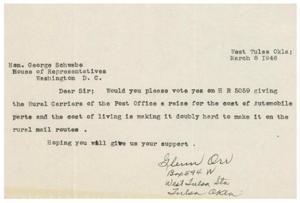 West Tulsa Okla;
March 8 1946
Hon. George Schwabe
House of Representatives
Washington D. C.
Dear Sir; Would you please vote yes on H R 5059 giving
the Rural Carriers of the Post Office a reise for the cost of Automobile
parts and the cost of living is making it doubly hard to make it on the
rural mail routes .
Hoping you will give us your support .
Glenn Orr
Box 594 W
West Tulsa Sta
Tulsa Okla